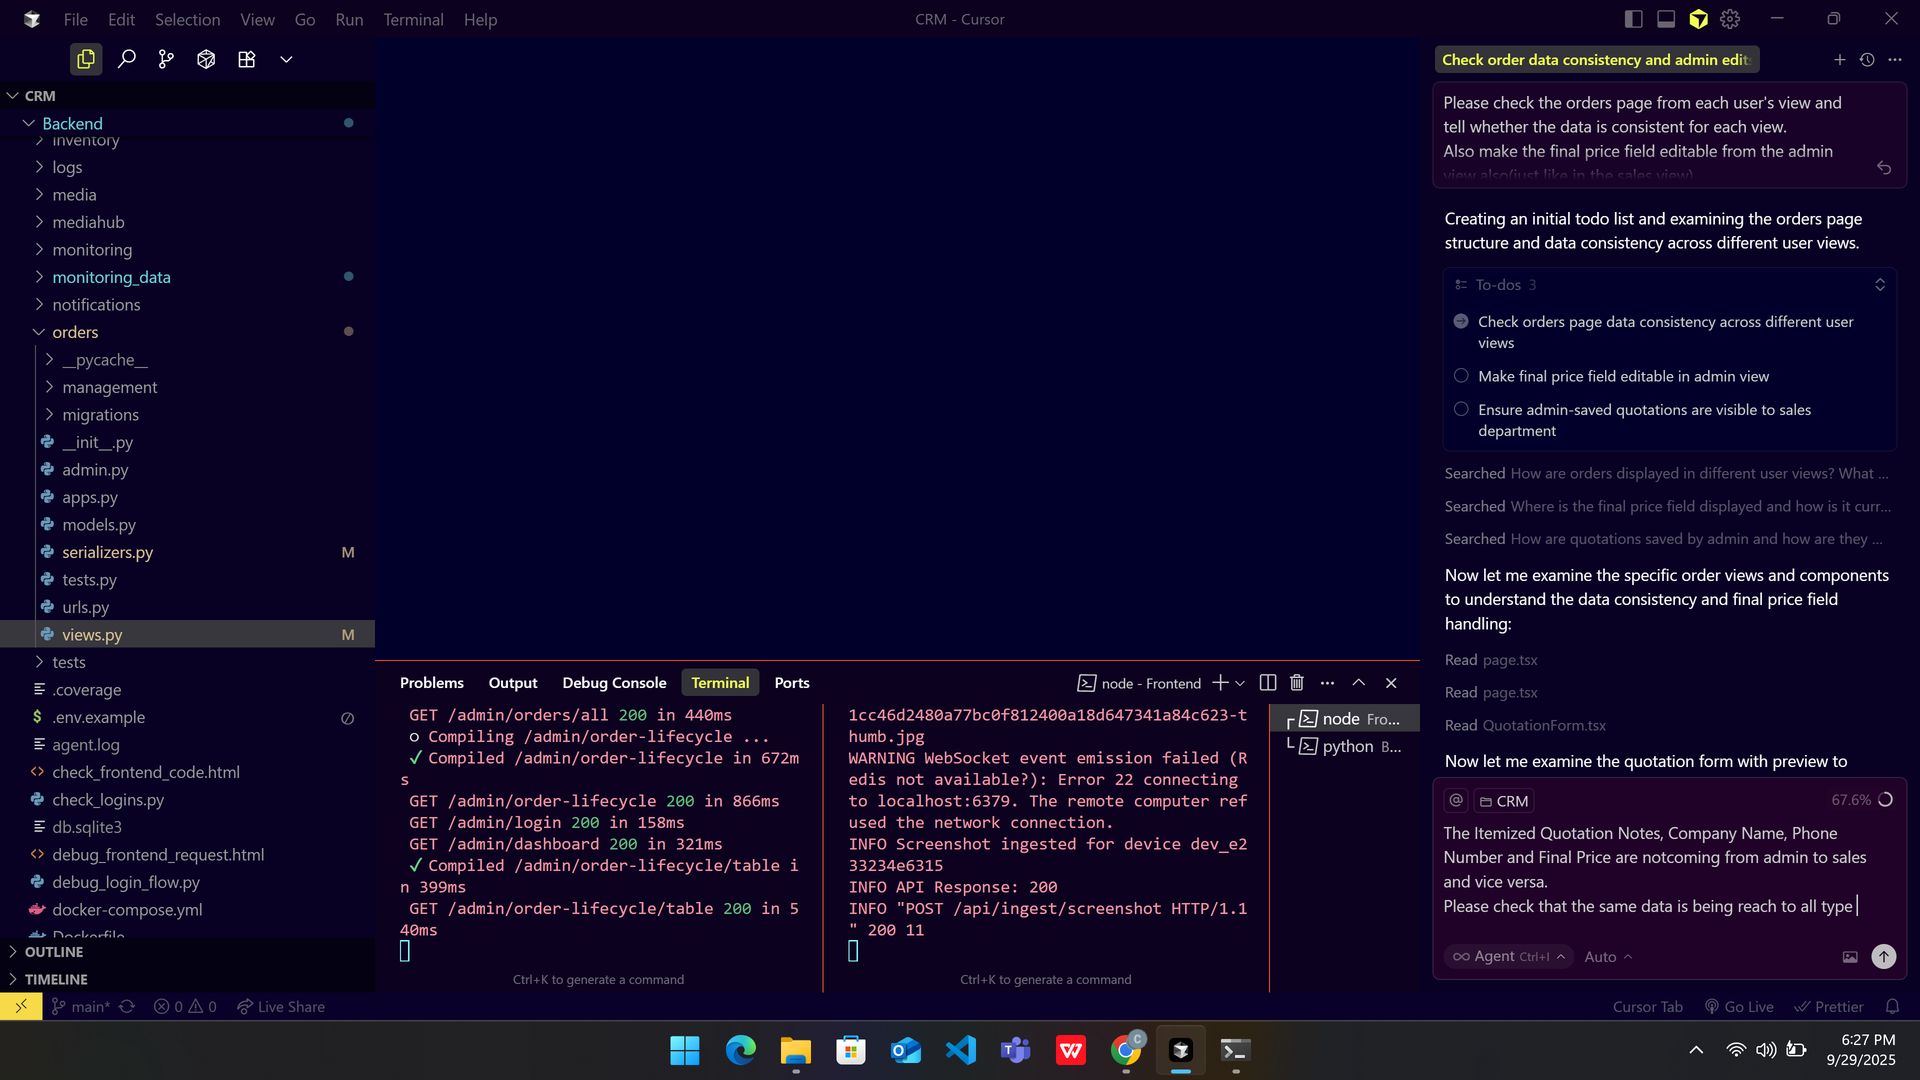 File Edit Selection View Go Run Terminal Help
CRM - Cursor
CRM
Backend
inventory
logs
media
mediahub
monitoring
monitoring_data
notifications
orders
__pycache__
management
migrations
__init__.py
admin.py
apps.py
models.py
serializers.py M
tests.py
urls.py
views.py M
tests
.coverage
.env.example
agent.log
check_frontend_code.html
check_logins.py
db.sqlite3
debug_frontend_request.html
debug_login_flow.py
docker-compose.yml
Dockerfile
OUTLINE
TIMELINE
Problems Output Debug Console Terminal Ports
node - Frontend
GET /admin/orders/all 200 in 440ms
○ Compiling /admin/order-lifecycle ...
✓ Compiled /admin/order-lifecycle in 672m
s
GET /admin/order-lifecycle 200 in 866ms
GET /admin/login 200 in 158ms
GET /admin/dashboard 200 in 321ms
✓ Compiled /admin/order-lifecycle/table i
n 399ms
GET /admin/order-lifecycle/table 200 in 5
40ms
Ctrl+K to generate a command
1cc46d2480a77bc0f812400a18d647341a84c623-t
humb.jpg
WARNING WebSocket event emission failed (R
edis not available?): Error 22 connecting
to localhost:6379. The remote computer ref
used the network connection.
INFO Screenshot ingested for device dev_e2
33234e6315
INFO API Response: 200
INFO "POST /api/ingest/screenshot HTTP/1.1
" 200 11
Ctrl+K to generate a command
node Fro...
python B...
Check order data consistency and admin edit
Please check the orders page from each user's view and
tell whether the data is consistent for each view.
Also make the final price field editable from the admin
view also(just like in the sales view)
Creating an initial todo list and examining the orders page
structure and data consistency across different user views.
To-dos 3
Check orders page data consistency across different user
views
Make final price field editable in admin view
Ensure admin-saved quotations are visible to sales
department
Searched How are orders displayed in different user views? What ...
Searched Where is the final price field displayed and how is it curr...
Searched How are quotations saved by admin and how are they ...
Now let me examine the specific order views and components
to understand the data consistency and final price field
handling:
Read page.tsx
Read page.tsx
Read QuotationForm.tsx
Now let me examine the quotation form with preview to
@ CRM 67.6%
The Itemized Quotation Notes, Company Name, Phone
Number and Final Price are notcoming from admin to sales
and vice versa.
Please check that the same data is being reach to all type
Agent Ctrl+I Auto
main* 0 0 Live Share
Cursor Tab Go Live Prettier
6:27 PM
9/29/2025